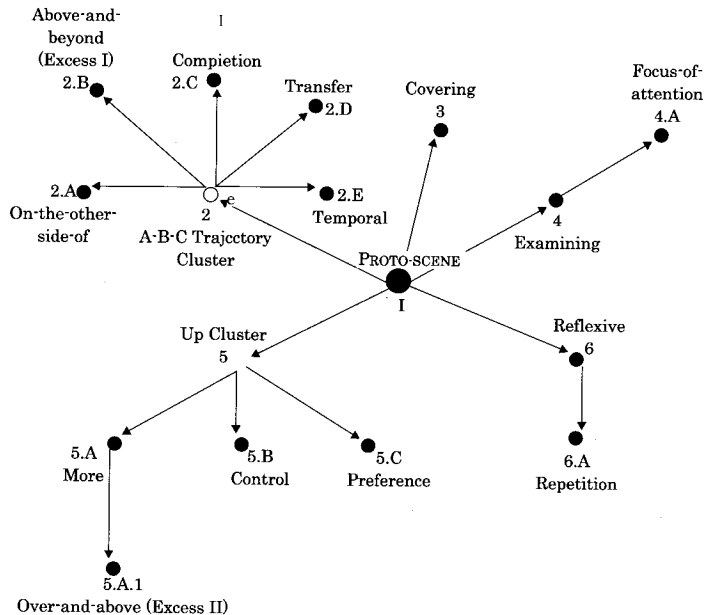 Above-and-
beyond
(Excess I)
2.B
I
Completion
2.C
Transfer
2.D
Covering
3
Focus-of-
attention
4.A
2.A
On-the-other-
side-of
e
2
A-B-C Trajcctory
Cluster
2.E
Temporal
4
Examining
PROTO-SCENE
I
Up Cluster
5
Reflexive
6
5.A
More
5.B
Control
5.C
Preference
6.A
Repetition
5.A.1
Over-and-above (Excess II)